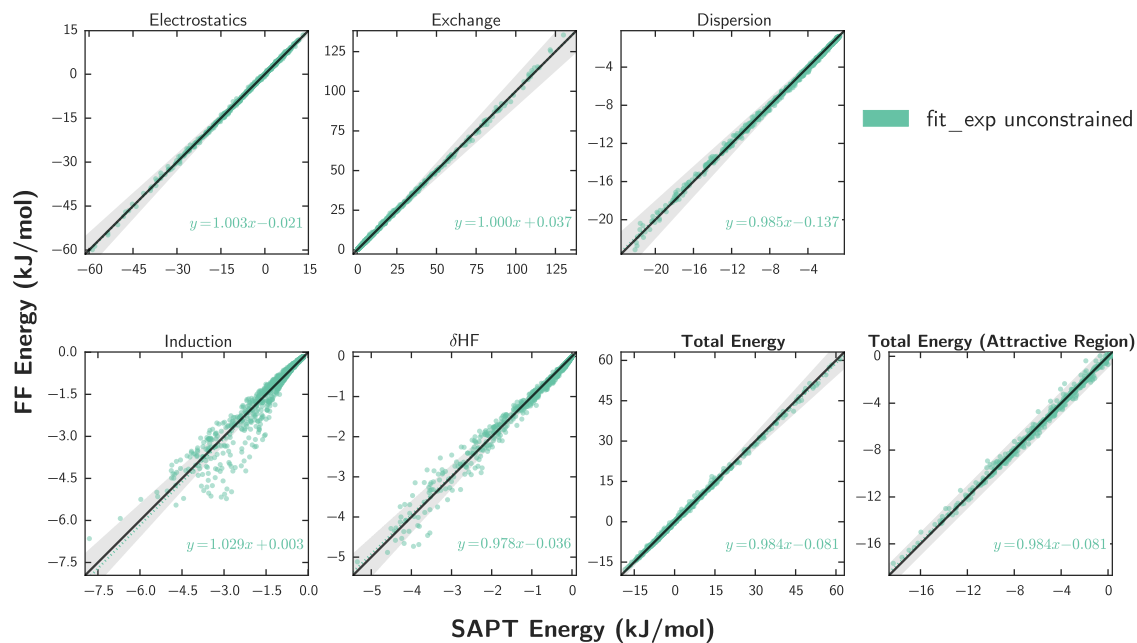 Electrostatics
15
0
−15
−30
−45
−60
−60 −45 −30 −15 0 15
y=1.003x−0.021
Exchange
125
100
75
50
25
0
0 25 50 75 100 125
y=1.000x+0.037
Dispersion
−4
−8
−12
−16
−20
−20 −16 −12 −8 −4
y=0.985x−0.137
fit_exp unconstrained
FF Energy (kJ/mol)
Induction
0.0
−1.5
−3.0
−4.5
−6.0
−7.5
−7.5 −6.0 −4.5 −3.0 −1.5 0.0
y=1.029x+0.003
δHF
0
−1
−2
−3
−4
−5
−5 −4 −3 −2 −1 0
y=0.978x−0.036
Total Energy
60
45
30
15
0
−15
−15 0 15 30 45 60
y=0.984x−0.081
Total Energy (Attractive Region)
0
−4
−8
−12
−16
−16 −12 −8 −4 0
y=0.984x−0.081
SAPT Energy (kJ/mol)